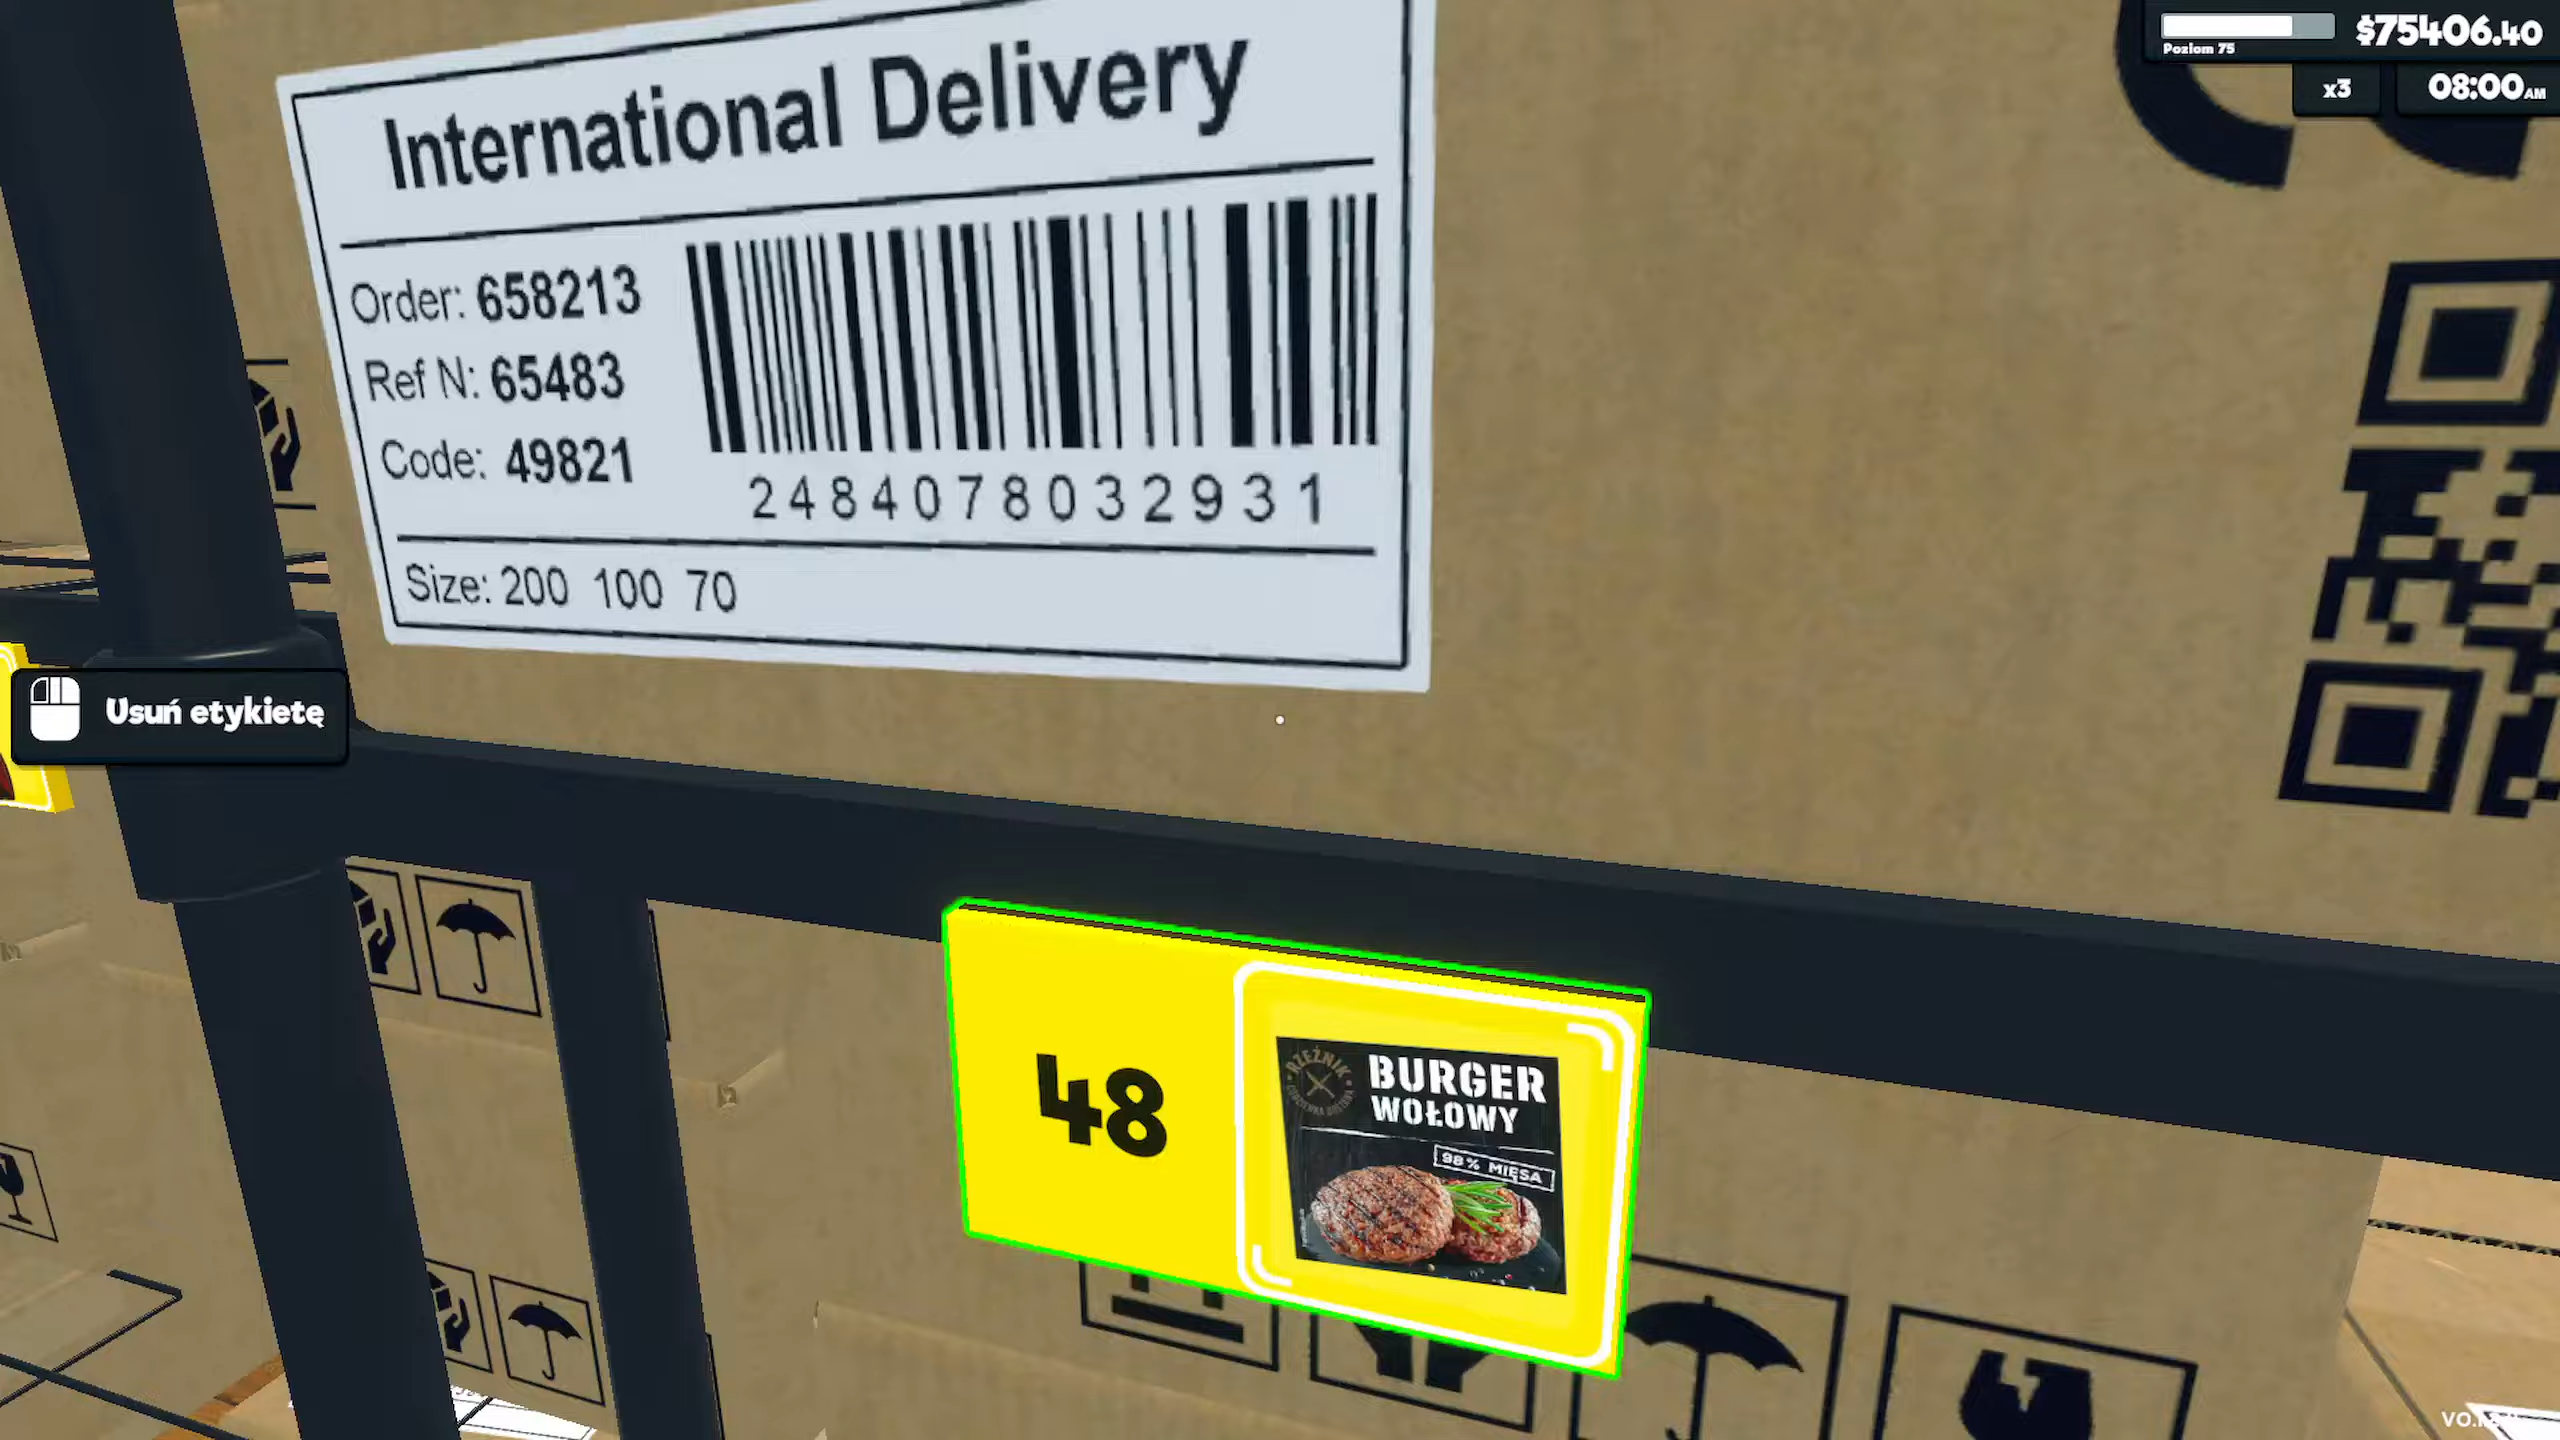 $75406.40
Poziom 75
x3
08:00AM
International Delivery
Order: 658213
Ref N: 65483
Code: 49821
2484078032931
Size: 200 100 70
Usuń etykietę
48
RZEŹNIK
BURGER
WOŁOWY
98% MIĘSA